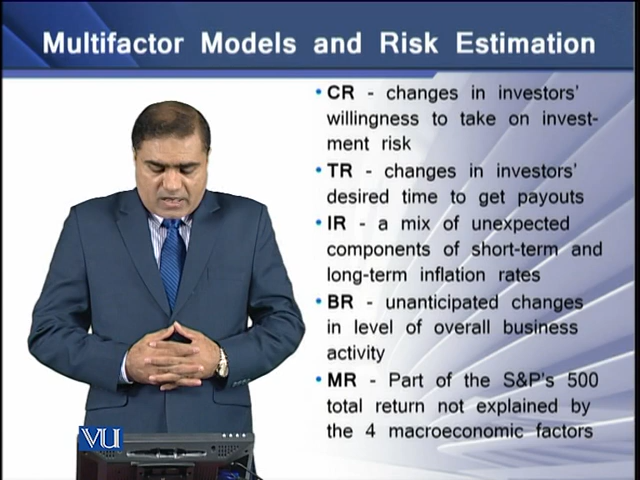 Multifactor Models and Risk Estimation
• CR - changes in investors'
willingness to take on invest-
ment risk
• TR - changes in investors'
desired time to get payouts
• IR - a mix of unexpected
components of short-term and
long-term inflation rates
• BR - unanticipated changes
in level of overall business
activity
• MR - Part of the S&P's 500
total return not explained by
the 4 macroeconomic factors
VU